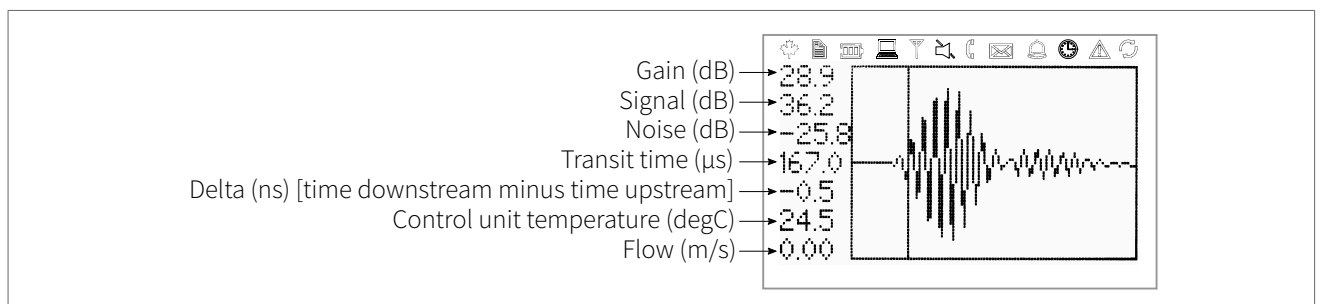 Gain (dB) 28.9
Signal (dB) 36.2
Noise (dB) -25.8
Transit time (µs) 167.0
Delta (ns) [time downstream minus time upstream] -0.5
Control unit temperature (degC) 24.5
Flow (m/s) 0.00